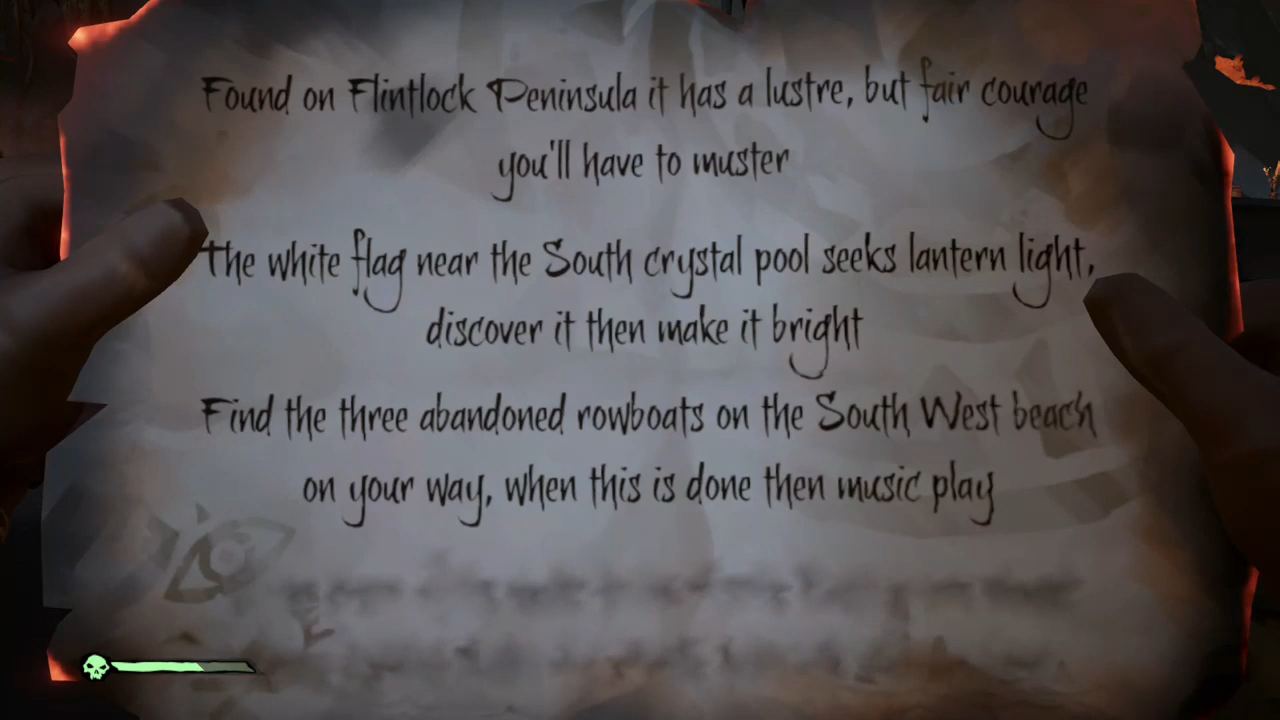 Found on Flintlock Peninsula it has a lustre, but fair courage
you'll have to muster
The white flag near the South crystal pool seeks lantern light,
discover it then make it bright
Find the three abandoned rowboats on the South West beach
on your way, when this is done then music play